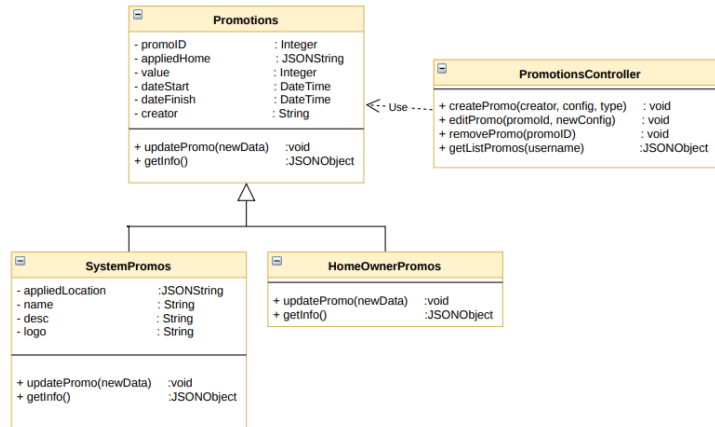 Promotions
- promoID : Integer
- appliedHome : JSONString
- value : Integer
- dateStart : DateTime
- dateFinish : DateTime
- creator : String
+ updatePromo(newData) :void
+ getInfo() :JSONObject
Use
PromotionsController
+ createPromo(creator, config, type) : void
+ editPromo(promoId, newConfig) : void
+ removePromo(promoID) : void
+ getListPromos(username) :JSONObject
SystemPromos
- appliedLocation :JSONString
- name : String
- desc : String
- logo : String
+ updatePromo(newData) :void
+ getInfo() :JSONObject
HomeOwnerPromos
+ updatePromo(newData) :void
+ getInfo() :JSONObject